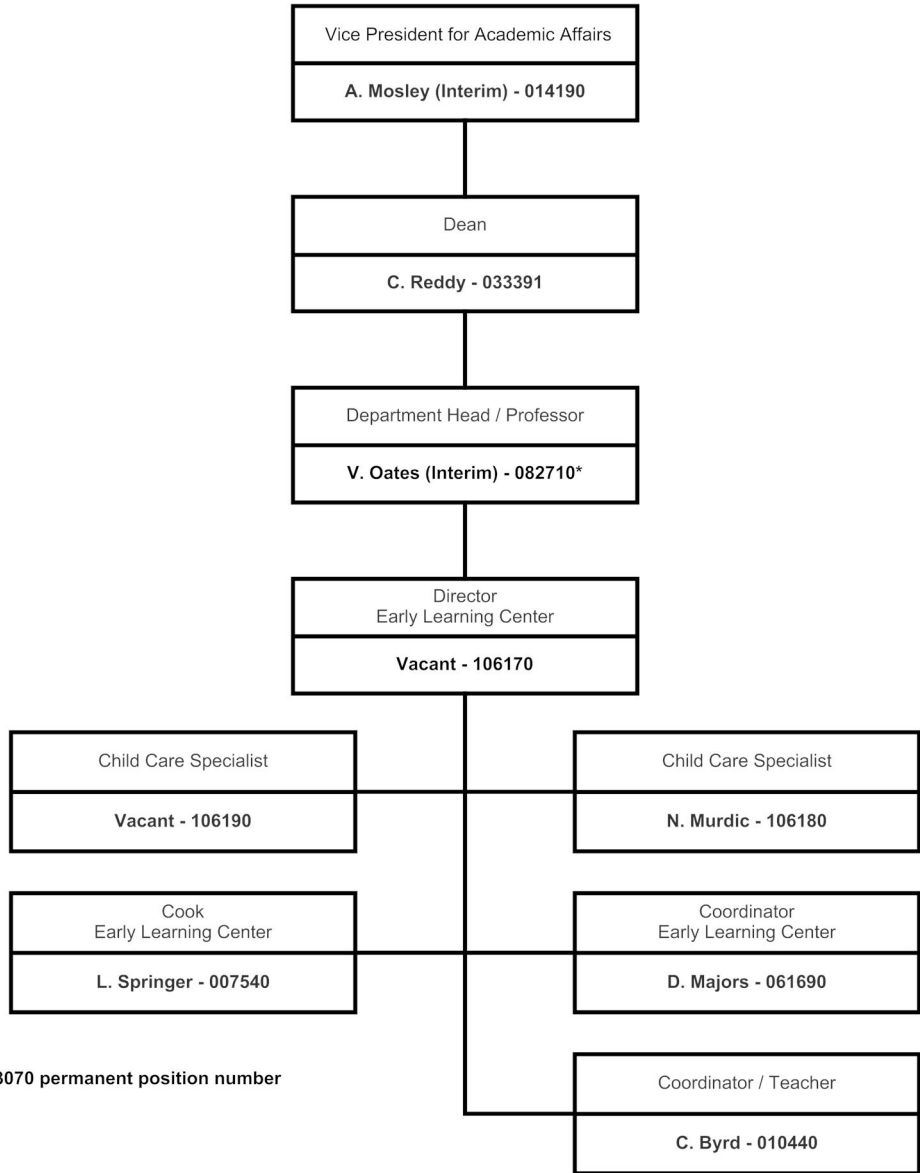 Vice President for Academic Affairs
A. Mosley (Interim) - 014190
Dean
C. Reddy - 033391
Department Head / Professor
V. Oates (Interim) - 082710*
Director
Early Learning Center
Vacant - 106170
Child Care Specialist
Vacant - 106190
Child Care Specialist
N. Murdic - 106180
Cook
Early Learning Center
L. Springer - 007540
Coordinator
Early Learning Center
D. Majors - 061690
permanent position number
Coordinator / Teacher
C. Byrd - 010440